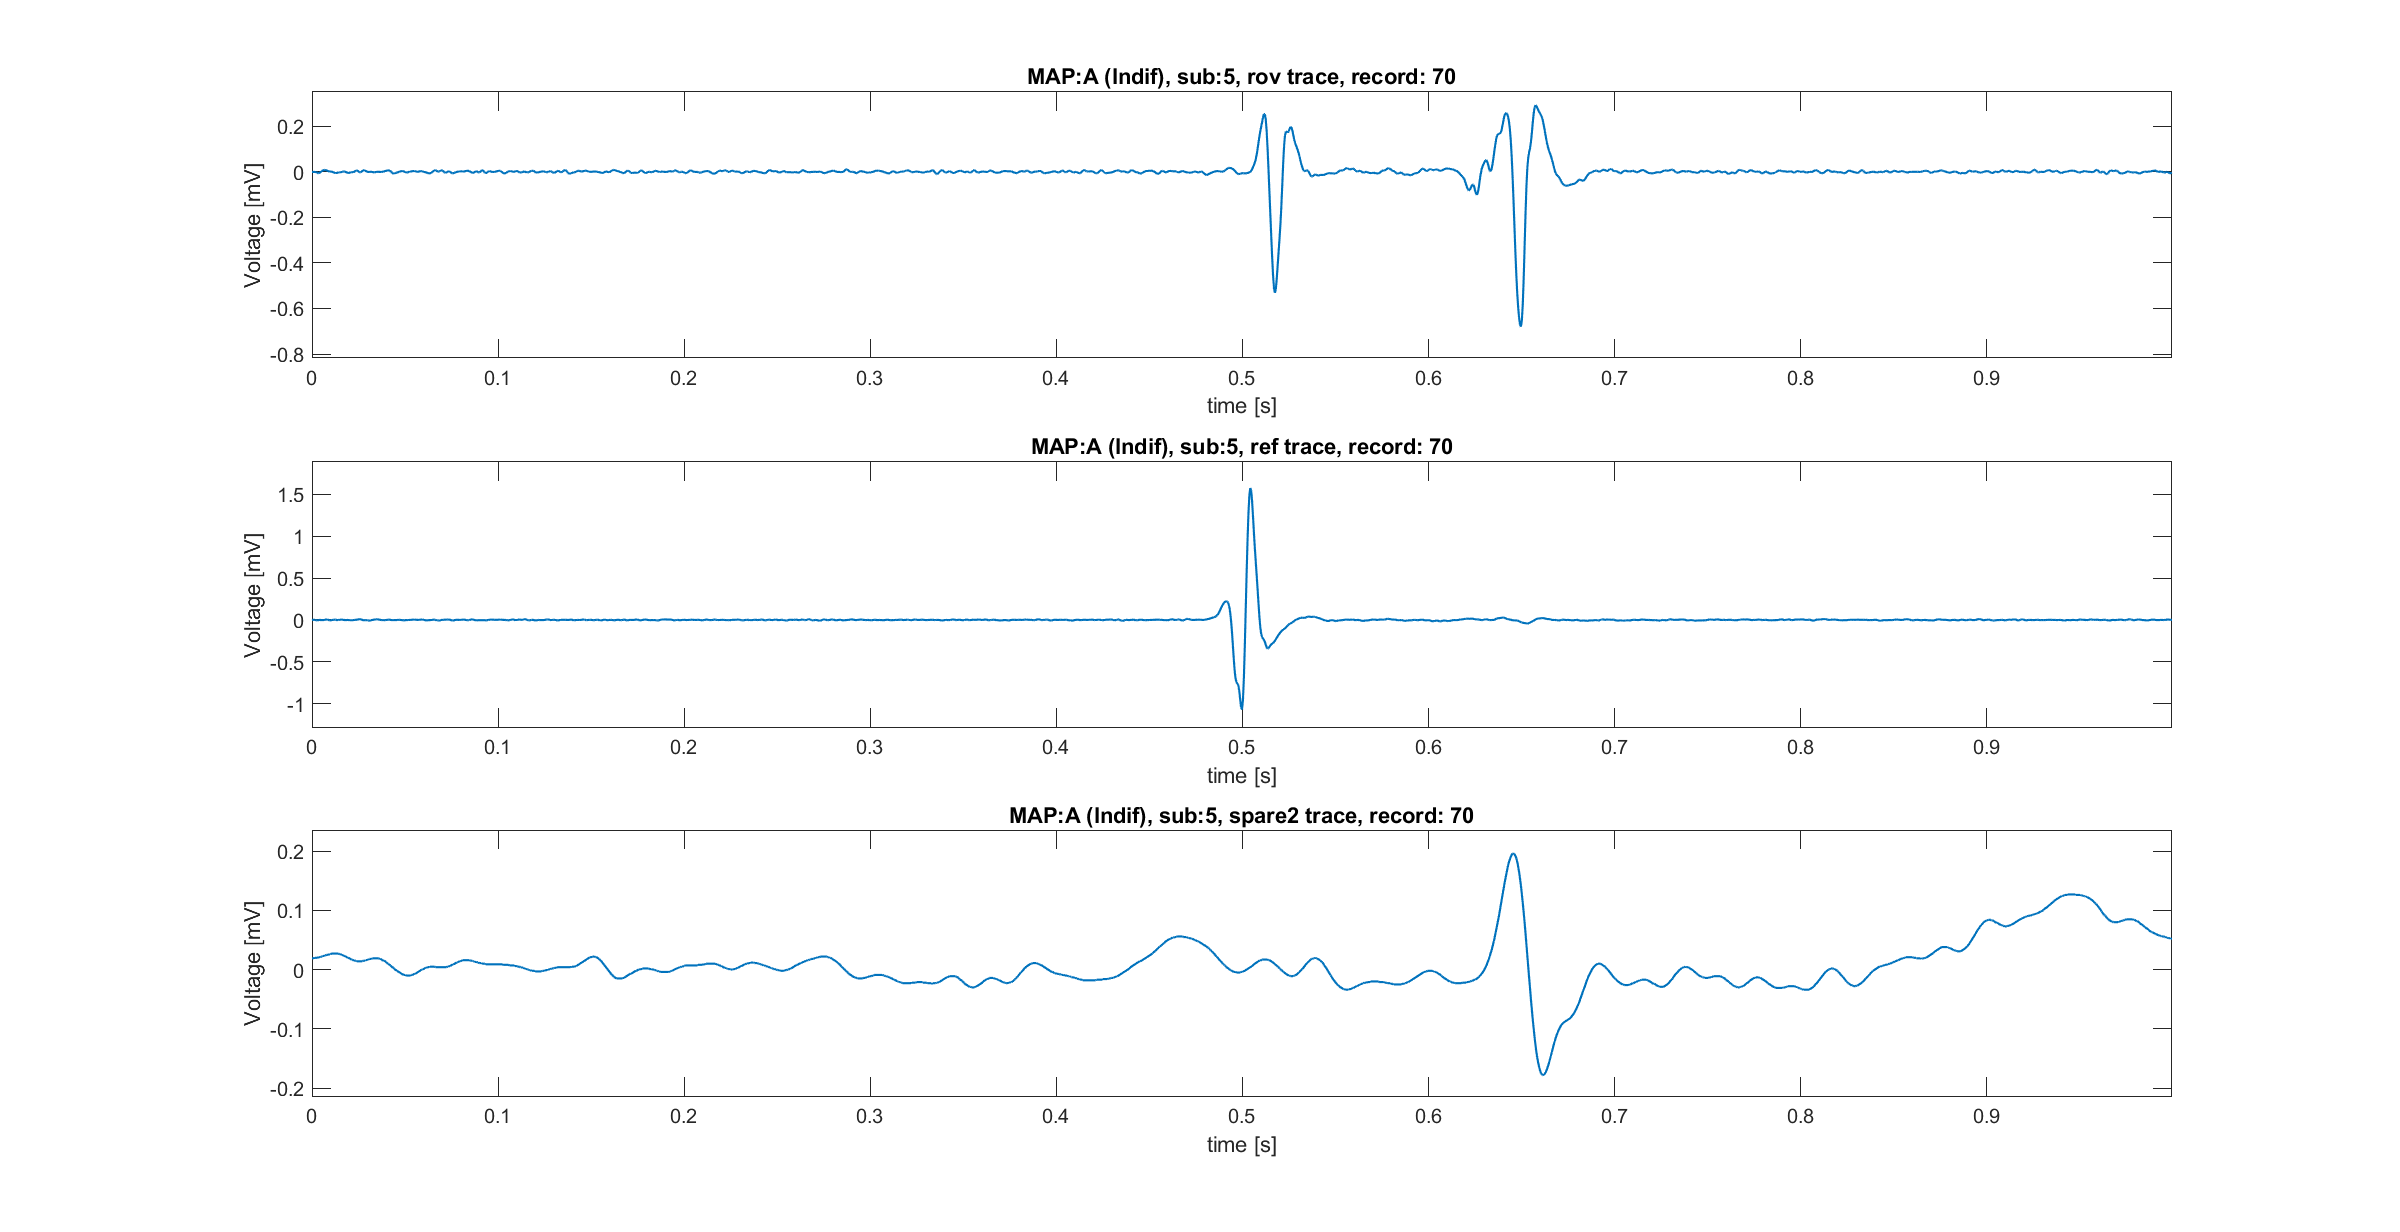 MAP:A (Indif), sub:5, rov trace, record: 70
Voltage [mV]
0.2
0
-0.2
-0.4
-0.6
-0.8
0 0.1 0.2 0.3 0.4 0.5 0.6 0.7 0.8 0.9
time [s]
MAP:A (Indif), sub:5, ref trace, record: 70
Voltage [mV]
1.5
1
0.5
0
-0.5
-1
0 0.1 0.2 0.3 0.4 0.5 0.6 0.7 0.8 0.9
time [s]
MAP:A (Indif), sub:5, spare2 trace, record: 70
Voltage [mV]
0.2
0.1
0
-0.1
-0.2
0 0.1 0.2 0.3 0.4 0.5 0.6 0.7 0.8 0.9
time [s]